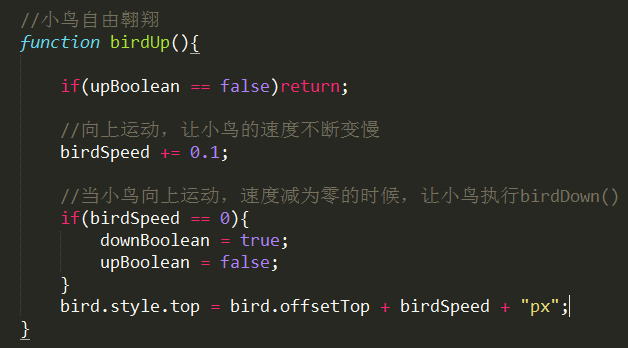 //小鸟自由翱翔
function birdUp(){
if(upBoolean == false)return;
//向上运动，让小鸟的速度不断变慢
birdSpeed += 0.1;
//当小鸟向上运动，速度减为零的时候，让小鸟执行birdDown()
if(birdSpeed == 0){
downBoolean = true;
upBoolean = false;
}
bird.style.top = bird.offsetTop + birdSpeed + "px";
}